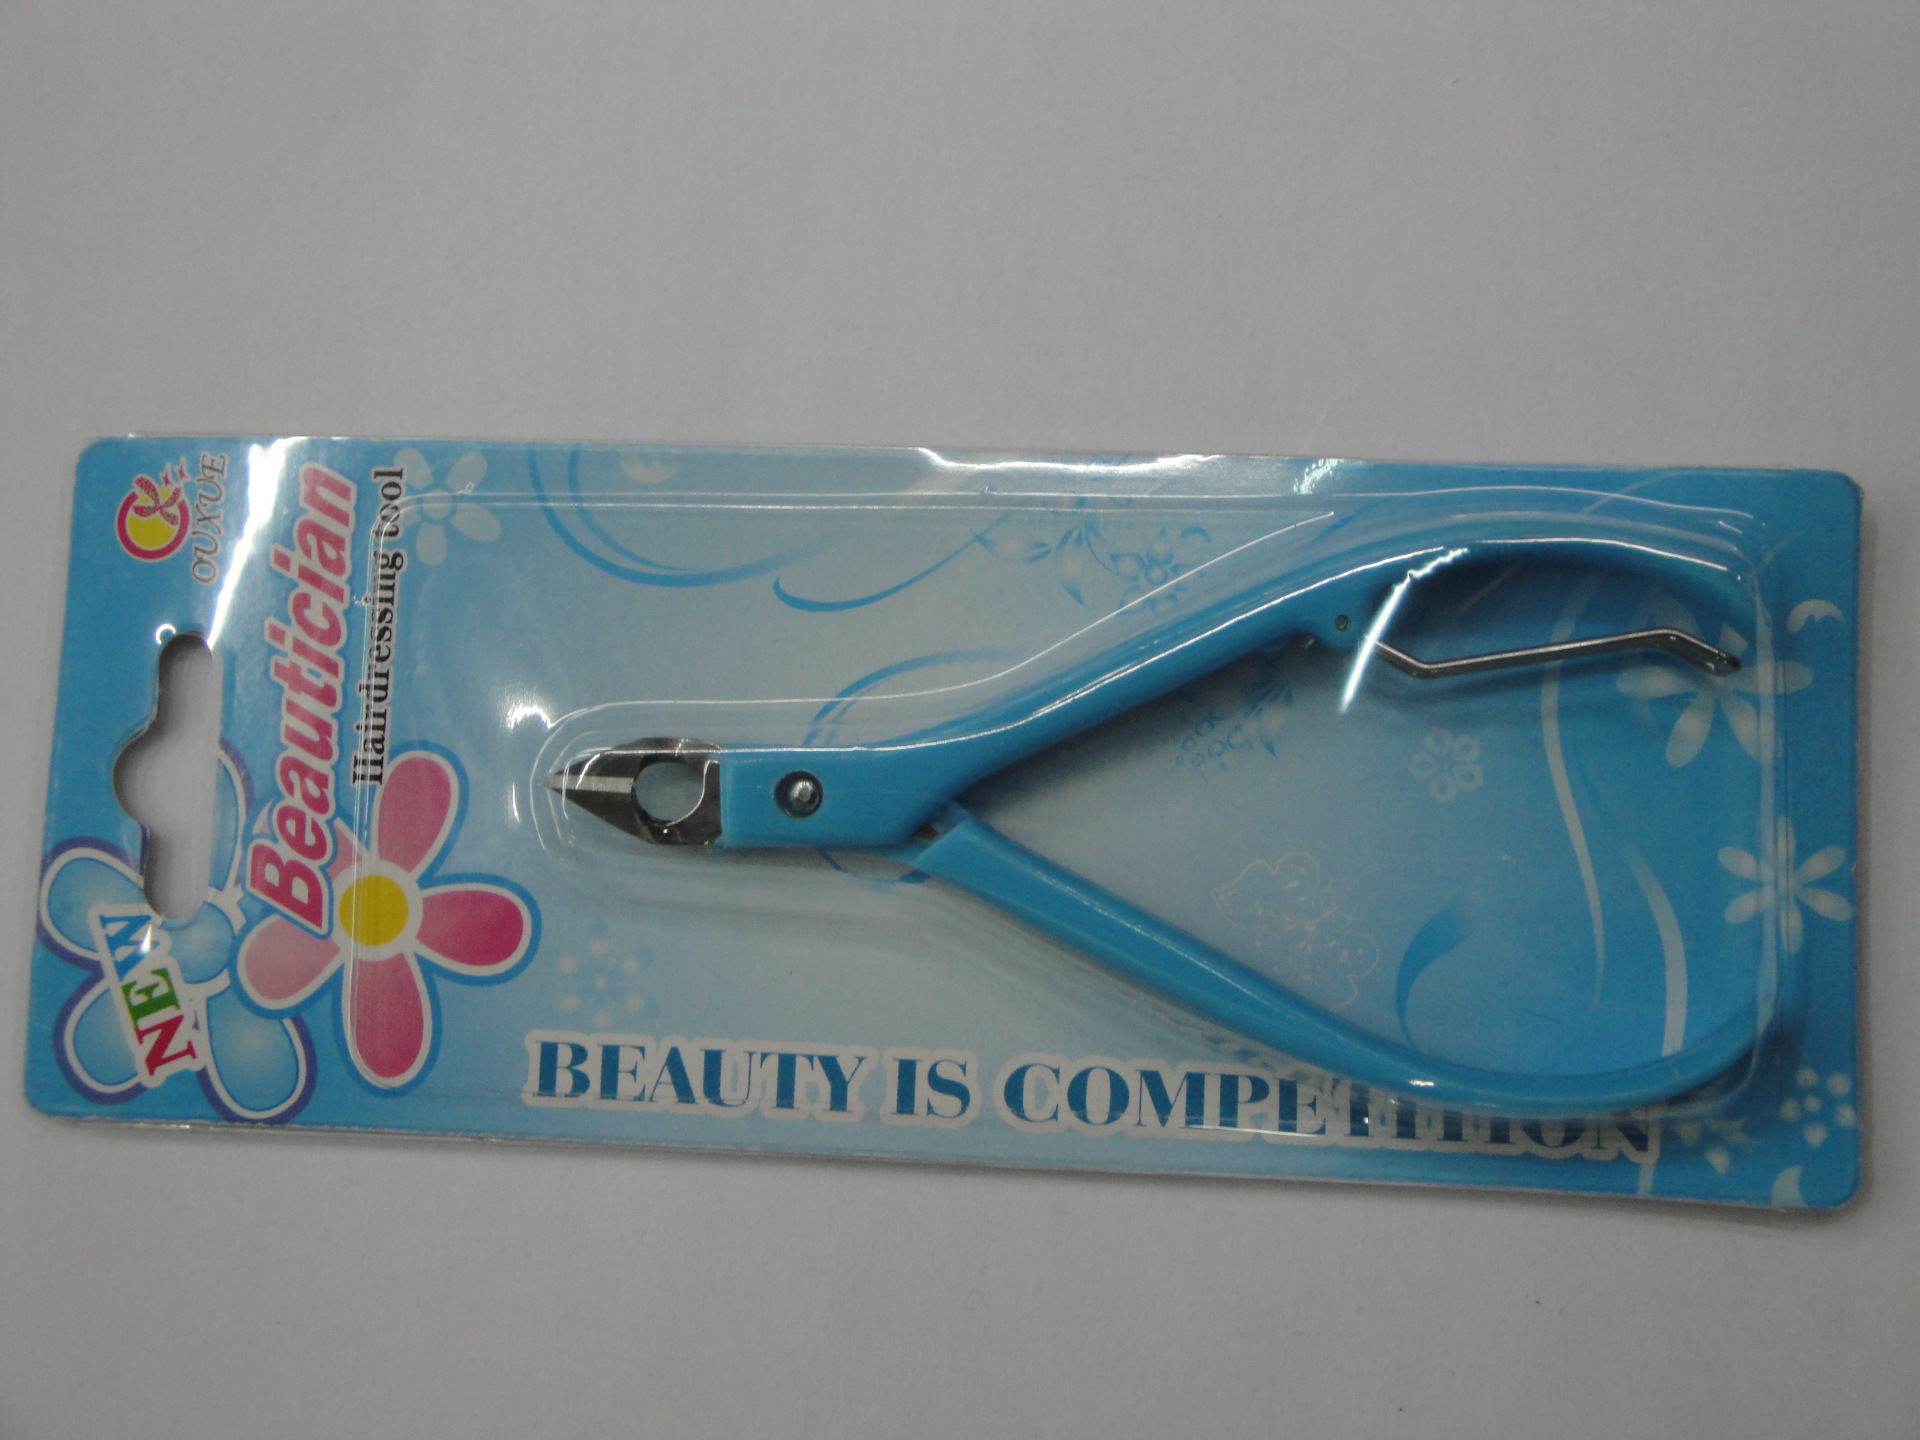 OUXUE
Beautician
Hairdressing tool
NEW
BEAUTY IS COMPETITION